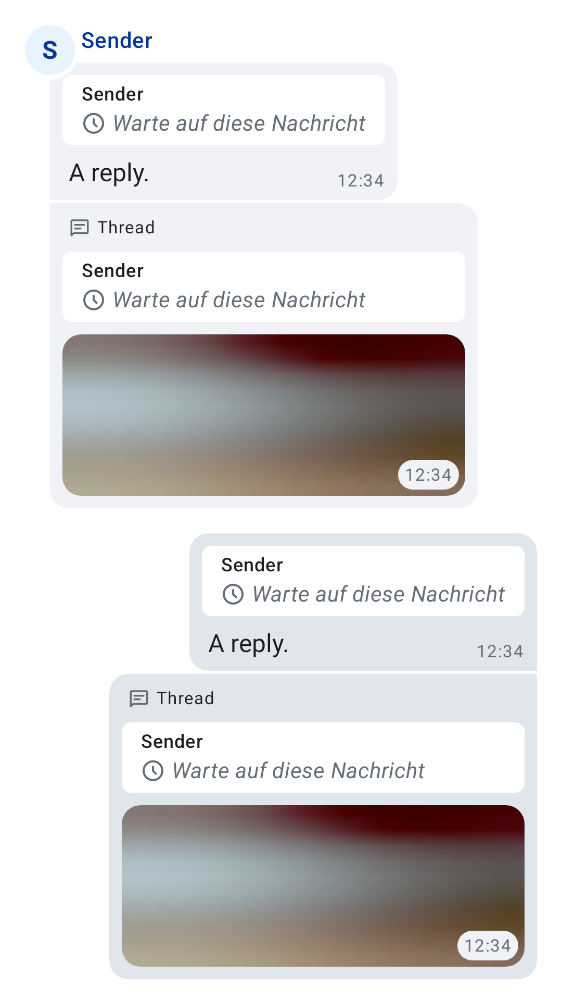 S
Sender
Sender
Warte auf diese Nachricht
A reply.
12:34
Thread
Sender
Warte auf diese Nachricht
12:34
Sender
Warte auf diese Nachricht
A reply.
12:34
Thread
Sender
Warte auf diese Nachricht
12:34